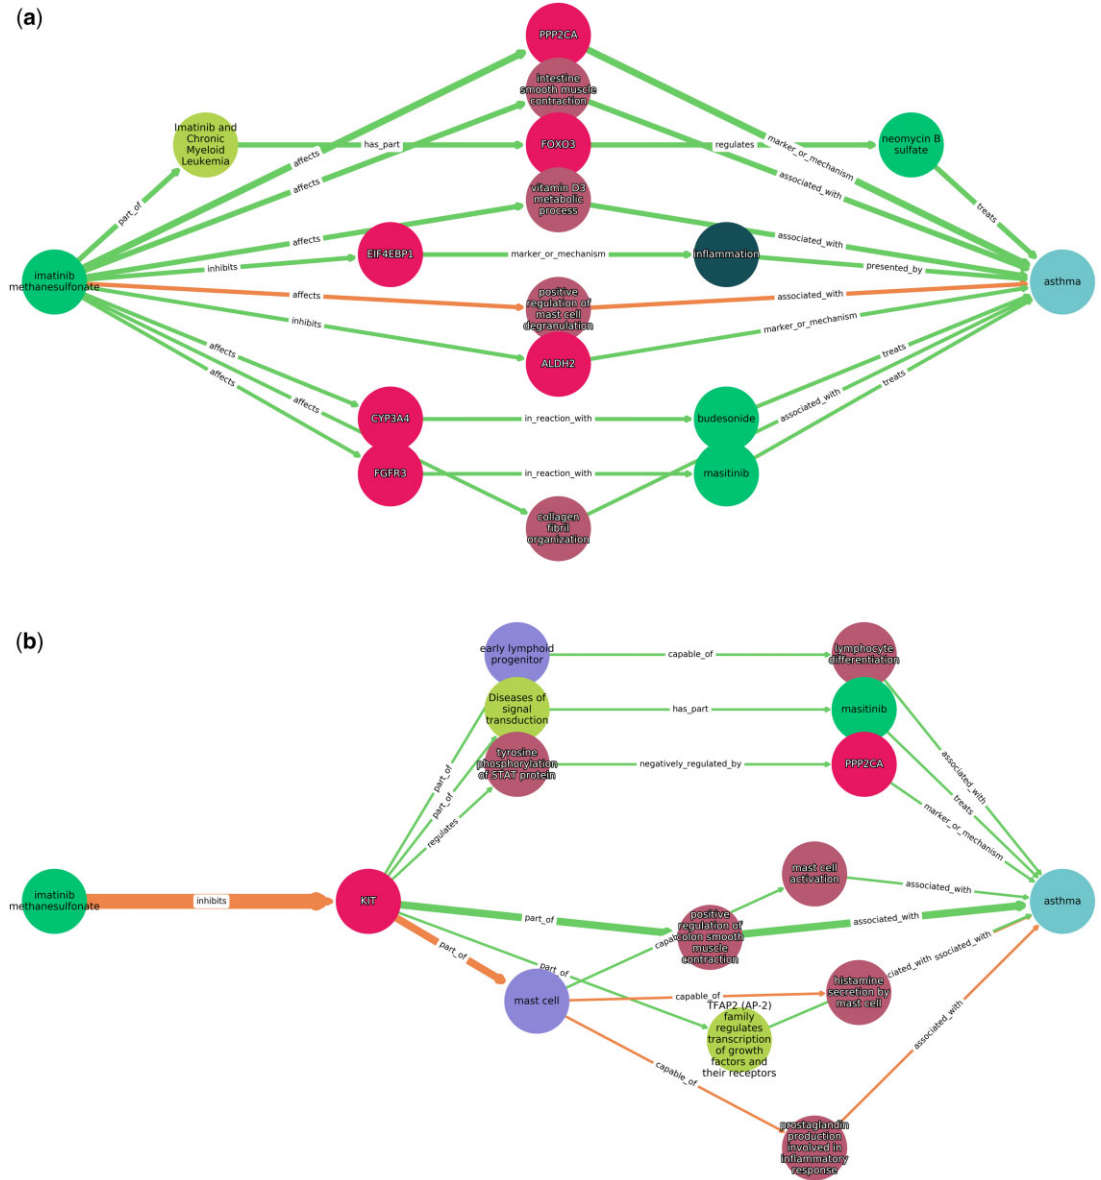 (a)
PPP2CA
intestine
smooth muscle
contraction
Imatinib and
Chronic
Myeloid
Leukemia
has_part
FOXO3
regulates
neomycin B
sulfate
marker_or_mechanism
affects
affects
associated_with
treats
part_of
vitamin D3
metabolic
process
affects
associated_with
EIF4EBP1
marker_or_mechanism
inflammation
presented_by
inhibits
imatinib
methanesulfonate
asthma
affects
positive
regulation of
mast cell
degranulation
associated_with
inhibits
ALDH2
marker_or_mechanism
affects
affects
affects
treats
associated_with
treats
CYP3A4
in_reaction_with
budesonide
FGFR3
in_reaction_with
masitinib
collagen
fibril
organization
(b)
early lymphoid
progenitor
capable_of
lymphocyte
differentiation
Diseases of
signal
transduction
has_part
masitinib
tyrosine
phosphorylation
of STAT protein
negatively_regulated_by
PPP2CA
part_of
part_of
regulates
associated_with
treats
marker_or_mechanism
mast cell
activation
associated_with
imatinib
methanesulfonate
inhibits
KIT
part_of
positive
regulation of
colon smooth
muscle
contraction
associated_with
asthma
part_of
part_of
mast cell
capable_of
histamine
secretion by
mast cell
TFAP2 (AP-2)
family
regulates
transcription
of growth
factors and
their receptors
capable_of
associated_with
prostaglandin
production
involved in
inflammatory
response